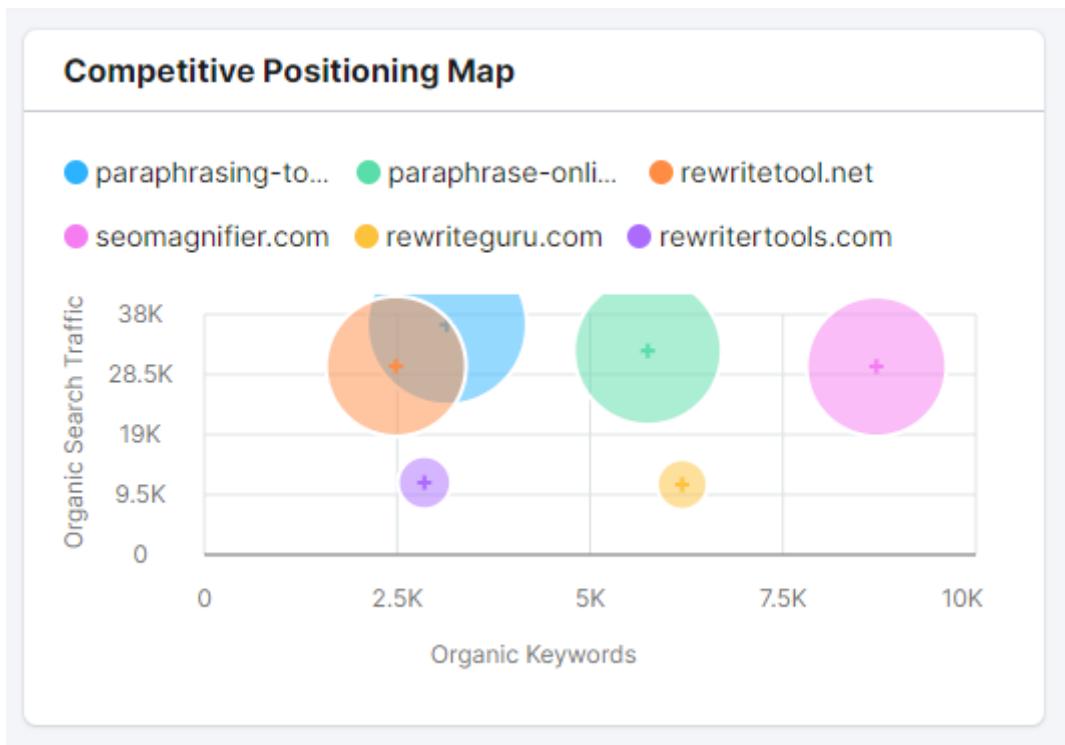 Competitive Positioning Map
paraphrasing-to... paraphrase-onli... rewritetool.net
seomagnifier.com rewriteguru.com rewritertools.com
Organic Search Traffic
38K
28.5K
19K
9.5K
0
0 2.5K 5K 7.5K 10K
Organic Keywords